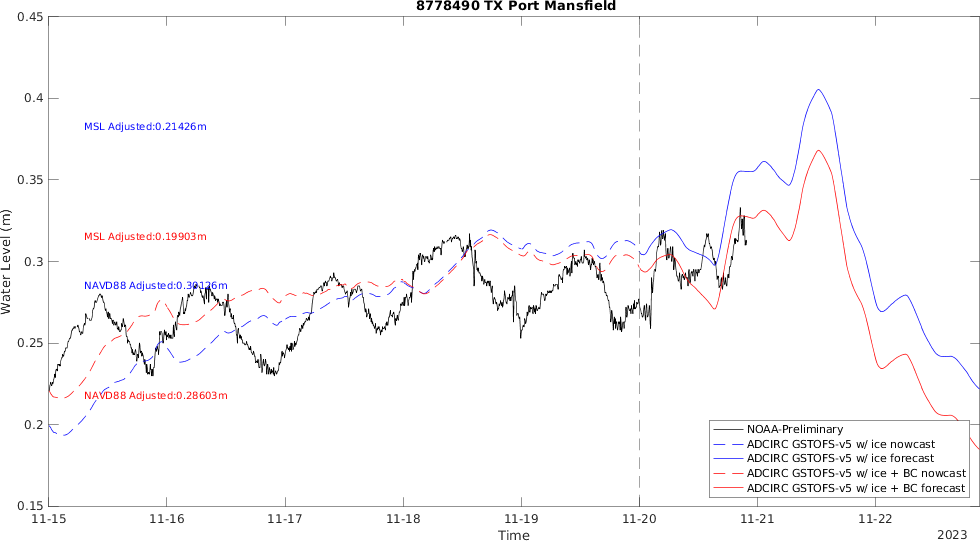 8778490 TX Port Mansfield
0.45
0.4
0.35
0.3
0.25
0.2
0.15
Water Level (m)
MSL Adjusted:0.21426m
MSL Adjusted:0.19903m
NAVD88 Adjusted:0.30126m
NAVD88 Adjusted:0.28603m
NOAA-Preliminary
ADCIRC GSTOFS-v5 w/ ice nowcast
ADCIRC GSTOFS-v5 w/ ice forecast
ADCIRC GSTOFS-v5 w/ ice + BC nowcast
ADCIRC GSTOFS-v5 w/ ice + BC forecast
11-15 11-16 11-17 11-18 11-19 11-20 11-21 11-22
Time
2023